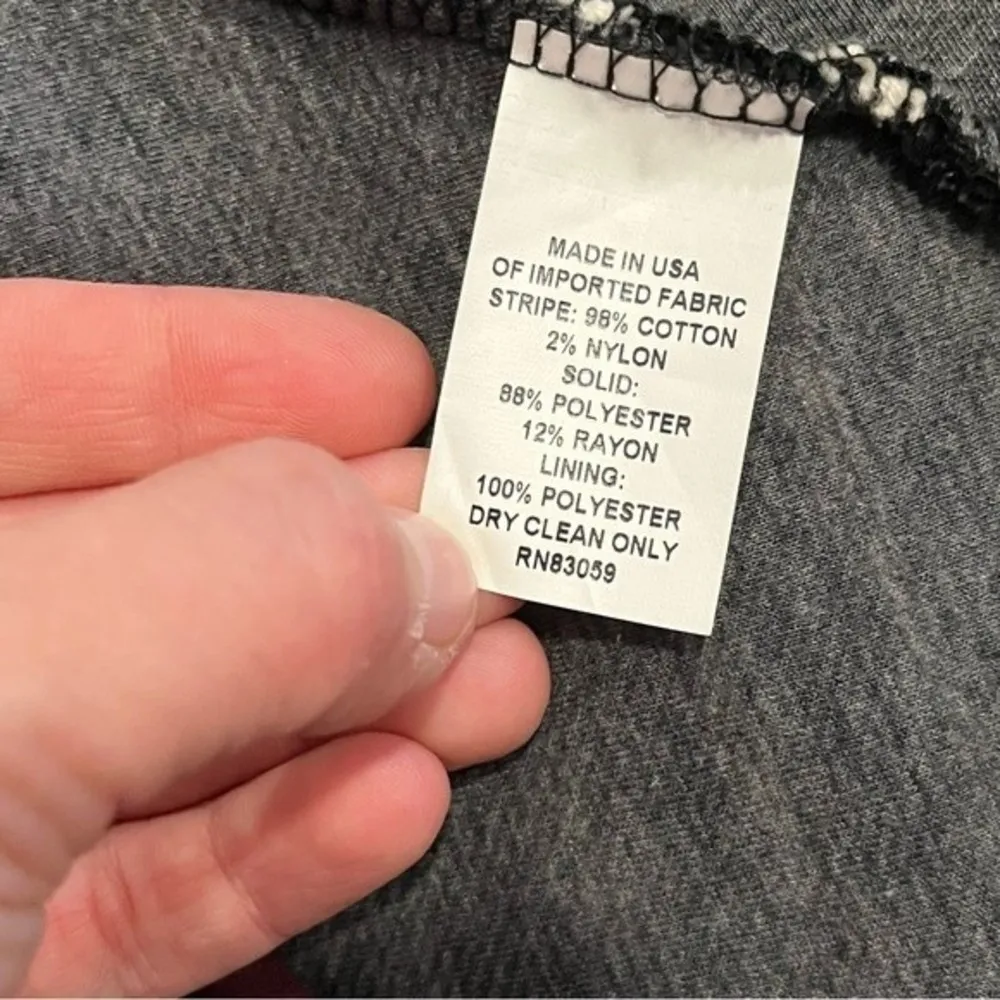 MADE IN USA
OF IMPORTED FABRIC
STRIPE: 98% COTTON
2% NYLON
SOLID:
88% POLYESTER
12% RAYON
LINING:
100% POLYESTER
DRY CLEAN ONLY
RN83059